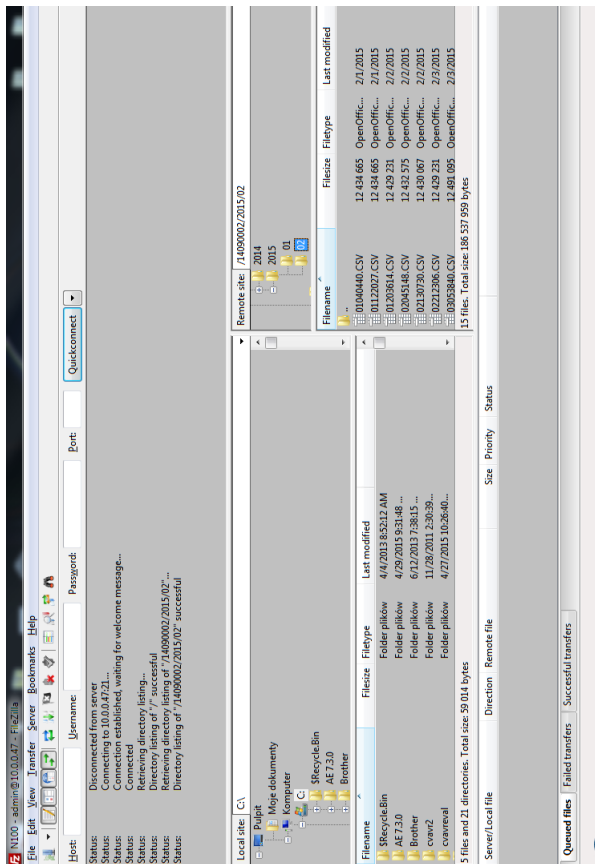 N100 - admin@10.0.0.47 - FileZilla
File Edit View Transfer Server Bookmarks Help
Host: Username: Password: Port: Quickconnect
Status: Disconnected from server
Status: Connecting to 10.0.0.47:21...
Status: Connection established, waiting for welcome message...
Status: Connected
Status: Retrieving directory listing...
Status: Directory listing of "/" successful
Status: Retrieving directory listing of "/14090002/2015/02"...
Status: Directory listing of "/14090002/2015/02" successful
Local site: C:\
Pulpit
Moje dokumenty
Komputer
C:
$Recycle.Bin
AE 7.3.0
Brother
Filename Filesize Filetype Last modified
$Recycle.Bin Folder plików 4/4/2013 8:52:12 AM
AE 7.3.0 Folder plików 4/29/2015 9:31:48 ...
Brother Folder plików 6/12/2013 7:38:15 ...
cvavr2 Folder plików 11/28/2011 2:30:39...
cvavreval Folder plików 4/27/2015 10:26:40...
5 files and 21 directories. Total size: 59 014 bytes
Remote site: /14090002/2015/02
2014
2015
01
02
Filename Filesize Filetype Last modified
..
01040440.CSV 12 434 665 OpenOffic... 2/1/2015
01122027.CSV 12 434 665 OpenOffic... 2/1/2015
01203614.CSV 12 429 231 OpenOffic... 2/2/2015
02045148.CSV 12 432 575 OpenOffic... 2/2/2015
02130730.CSV 12 430 067 OpenOffic... 2/2/2015
02212306.CSV 12 429 231 OpenOffic... 2/3/2015
03053840.CSV 12 491 095 OpenOffic... 2/3/2015
15 files. Total size: 186 537 959 bytes
Server/Local file Direction Remote file Size Priority Status
Queued files Failed transfers Successful transfers